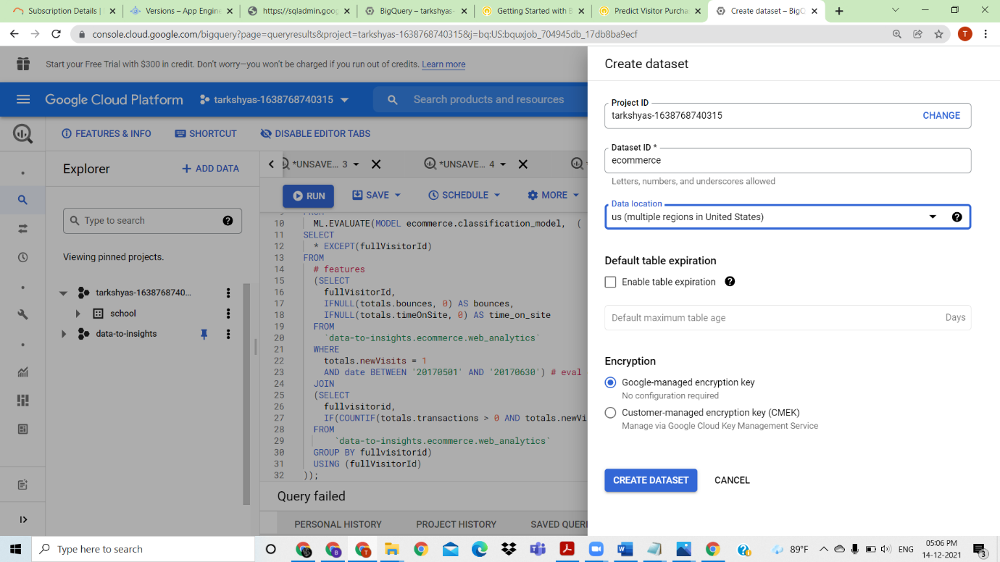 Subscription Details |
Versions – App Engine
https://sqladmin.goog
BigQuery – tarkshyas-
Getting Started with B
Predict Visitor Purcha
Create dataset – BigQ
console.cloud.google.com/bigquery?page=queryresults&project=tarkshyas-1638768740315&j=bq:US:bquxjob_704945db_17db8ba9ecf
T
Start your Free Trial with $300 in credit. Don't worry—you won't be charged if you run out of credits. Learn more
Google Cloud Platform
tarkshyas-1638768740315
Search products and resources
FEATURES & INFO
SHORTCUT
DISABLE EDITOR TABS
Explorer
+ ADD DATA
Type to search
Viewing pinned projects.
tarkshyas-1638768740...
school
data-to-insights
*UNSAVE... 3
*UNSAVE... 4
RUN
SAVE
SCHEDULE
MORE
10 ML.EVALUATE(MODEL ecommerce.classification_model, (
11 SELECT
12 * EXCEPT(fullVisitorId)
13 FROM
14 # features
15 (SELECT
16 fullVisitorId,
17 IFNULL(totals.bounces, 0) AS bounces,
18 IFNULL(totals.timeOnSite, 0) AS time_on_site
19 FROM
20 `data-to-insights.ecommerce.web_analytics`
21 WHERE
22 totals.newVisits = 1
23 AND date BETWEEN '20170501' AND '20170630') # eval
24 JOIN
25 (SELECT
26 fullvisitorid,
27 IF(COUNTIF(totals.transactions > 0 AND totals.newVi
28 FROM
29 `data-to-insights.ecommerce.web_analytics`
30 GROUP BY fullvisitorid)
31 USING (fullVisitorId)
32 ));
Query failed
PERSONAL HISTORY
PROJECT HISTORY
SAVED QUERI
Create dataset
Project ID
tarkshyas-1638768740315
CHANGE
Dataset ID *
ecommerce
Letters, numbers, and underscores allowed
Data location
us (multiple regions in United States)
Default table expiration
Enable table expiration
Default maximum table age
Days
Encryption
Google-managed encryption key
No configuration required
Customer-managed encryption key (CMEK)
Manage via Google Cloud Key Management Service
CREATE DATASET
CANCEL
Type here to search
89°F
ENG
05:06 PM
14-12-2021
3